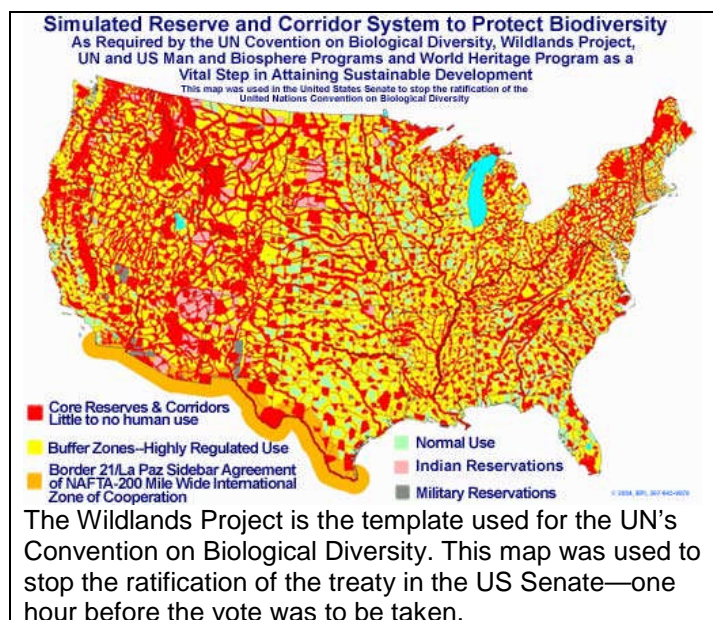 Simulated Reserve and Corridor System to Protect Biodiversity
As Required by the UN Covention on Biological Diversity, Wildlands Project,
UN and US Man and Biosphere Programs and World Heritage Program as a
Vital Step in Attaining Sustainable Development
This map was used in the United States Senate to stop the ratification of the
United Nations Convention on Biological Diversity
Core Reserves & Corridors
Little to no human use
Buffer Zones--Highly Regulated Use
Border 21/La Paz Sidebar Agreement
of NAFTA-200 Mile Wide International
Zone of Cooperation
Normal Use
Indian Reservations
Military Reservations
The Wildlands Project is the template used for the UN's
Convention on Biological Diversity. This map was used to
stop the ratification of the treaty in the US Senate—one
hour before the vote was to be taken.